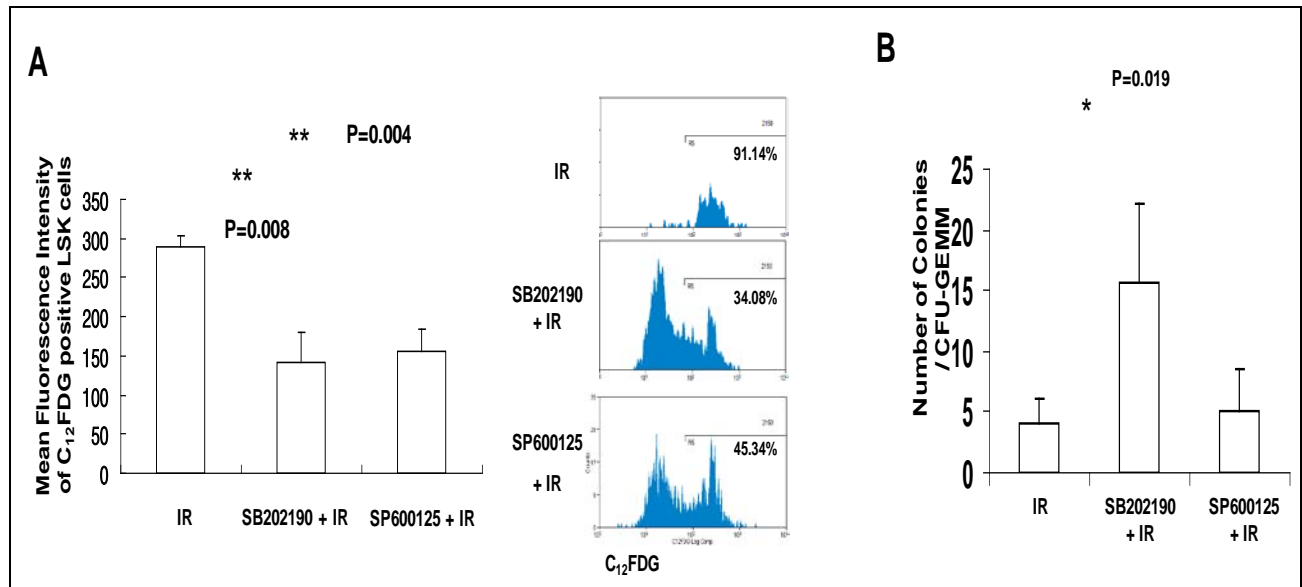 A
** P=0.004
**
P=0.008
Mean Fluorescence Intensity
of C₁₂FDG positive LSK cells
350
300
250
200
150
100
50
0
IR
SB202190 + IR
SP600125 + IR
IR
91.14%
SB202190
+ IR
34.08%
SP600125
+ IR
45.34%
C₁₂FDG
B
P=0.019
*
Number of Colonies
/CFU-GEMM
25
20
15
10
5
0
IR
SB202190
+ IR
SP600125
+ IR